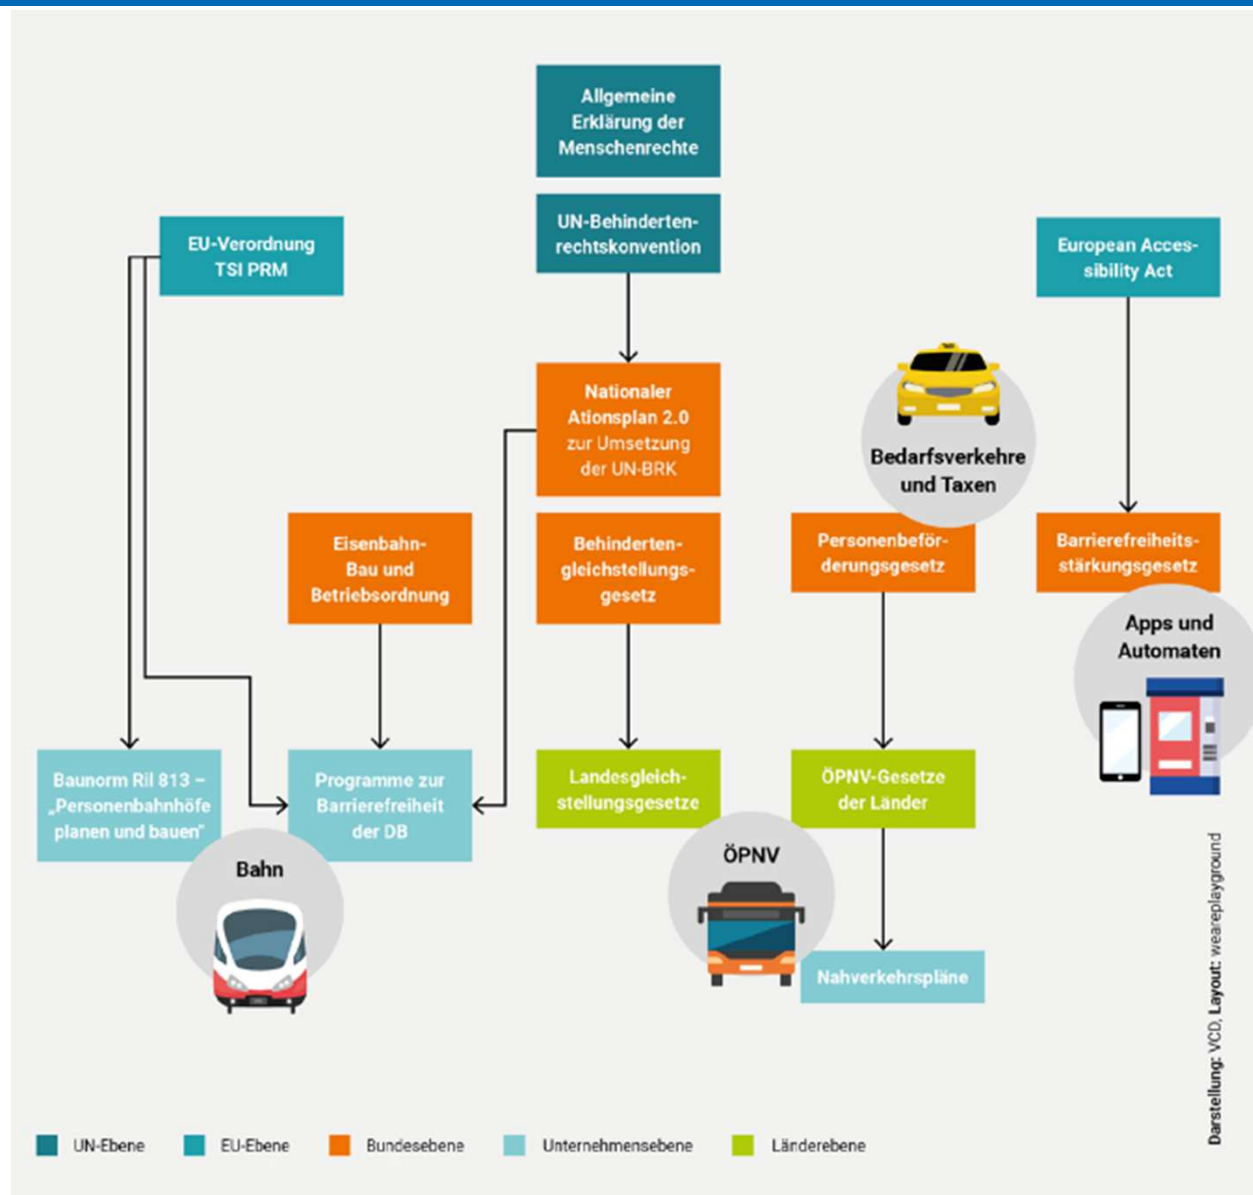 Allgemeine
Erklärung der
Menschenrechte
UN-Behinderten-
rechtskonvention
EU-Verordnung
TSI PRM
European Acces-
sibility Act
Nationaler
Ationsplan 2.0
zur Umsetzung
der UN-BRK
Bedarfsverkehre
und Taxen
Eisenbahn-
Bau und
Betriebsordnung
Behinderten-
gleichstellungs-
gesetz
Personenbeför-
derungsgesetz
Barrierefreiheits-
stärkungsgesetz
Apps und
Automaten
Baunorm Ril 813 –
„Personenbahnhöfe
planen und bauen"
Programme zur
Barrierefreiheit
der DB
Landesgleich-
stellungsgesetze
ÖPNV-Gesetze
der Länder
Bahn
ÖPNV
Nahverkehrspläne
Darstellung: VCD, Layout: weareplayground
UN-Ebene
EU-Ebene
Bundesebene
Unternehmensebene
Länderebene